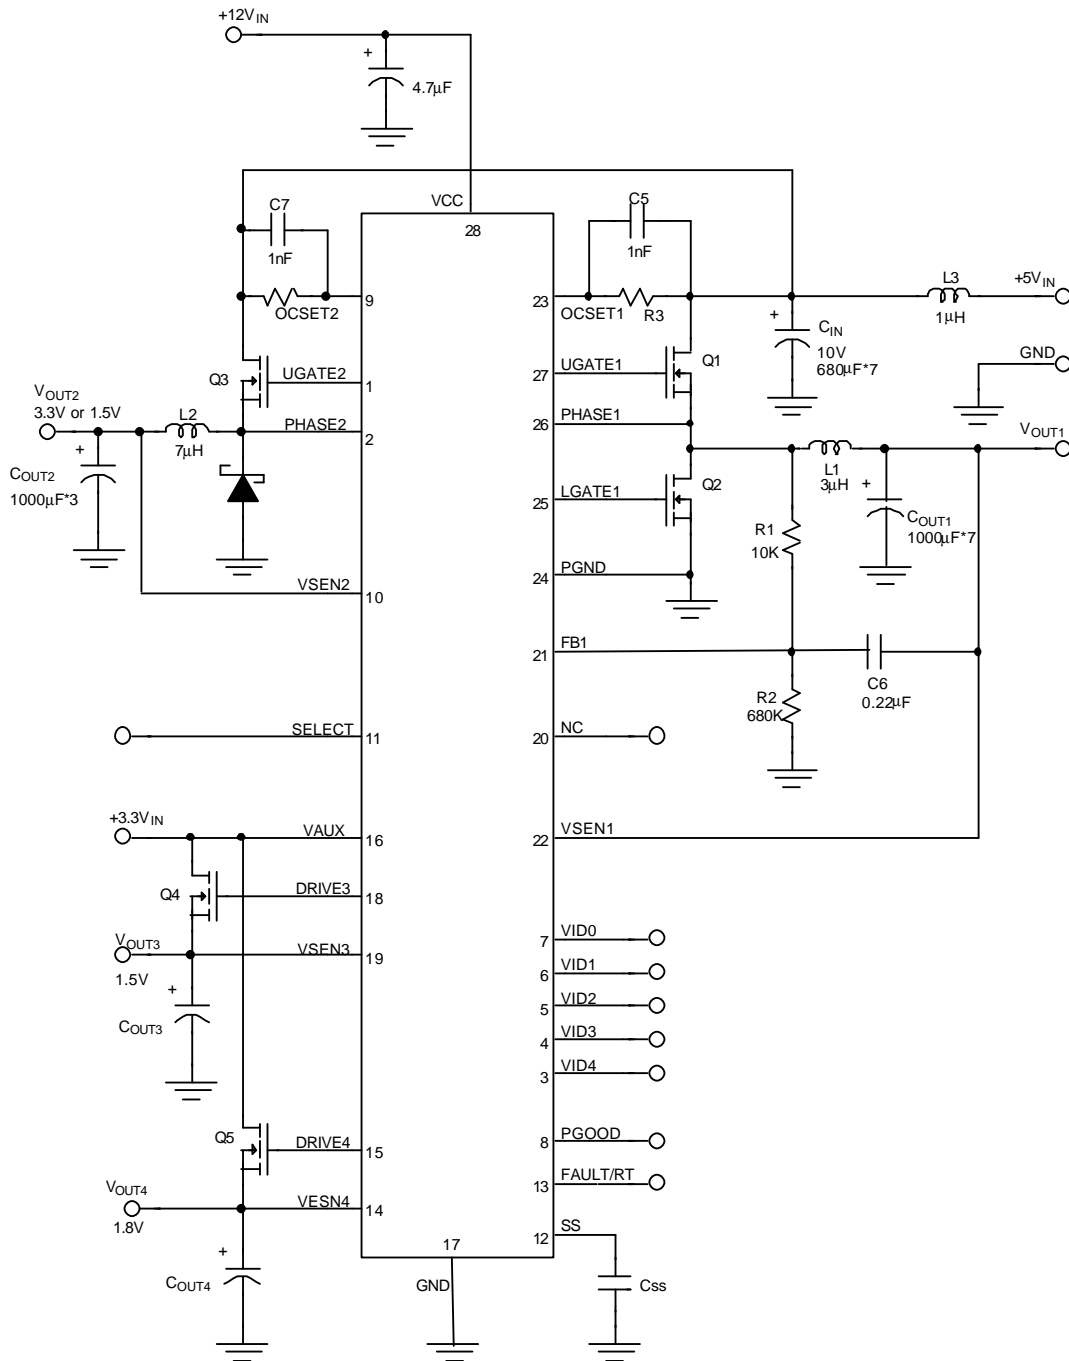 +12VIN
+
4.7µF
VCC
28
C7
1nF
OCSET2
9
C5
1nF
23
OCSET1
R3
L3
1µH
+5VIN
+
CIN
10V
680µF*7
GND
Q3
UGATE2
1
27
UGATE1
Q1
VOUT2
3.3V or 1.5V
L2
7µH
PHASE2
2
26
PHASE1
VOUT1
+
COUT2
1000µF*3
L1
3µH
25
LGATE1
Q2
+
COUT1
1000µF*7
R1
10K
24
PGND
VSEN2
10
21
FB1
C6
0.22µF
R2
680K
SELECT
11
20
NC
+3.3VIN
VAUX
16
22
VSEN1
Q4
DRIVE3
18
VOUT3
1.5V
VSEN3
19
+
COUT3
7
VID0
6
VID1
5
VID2
4
VID3
3
VID4
Q5
DRIVE4
15
8
PGOOD
13
FAULT/RT
VOUT4
1.8V
VESN4
14
+
COUT4
12
SS
17
GND
Css